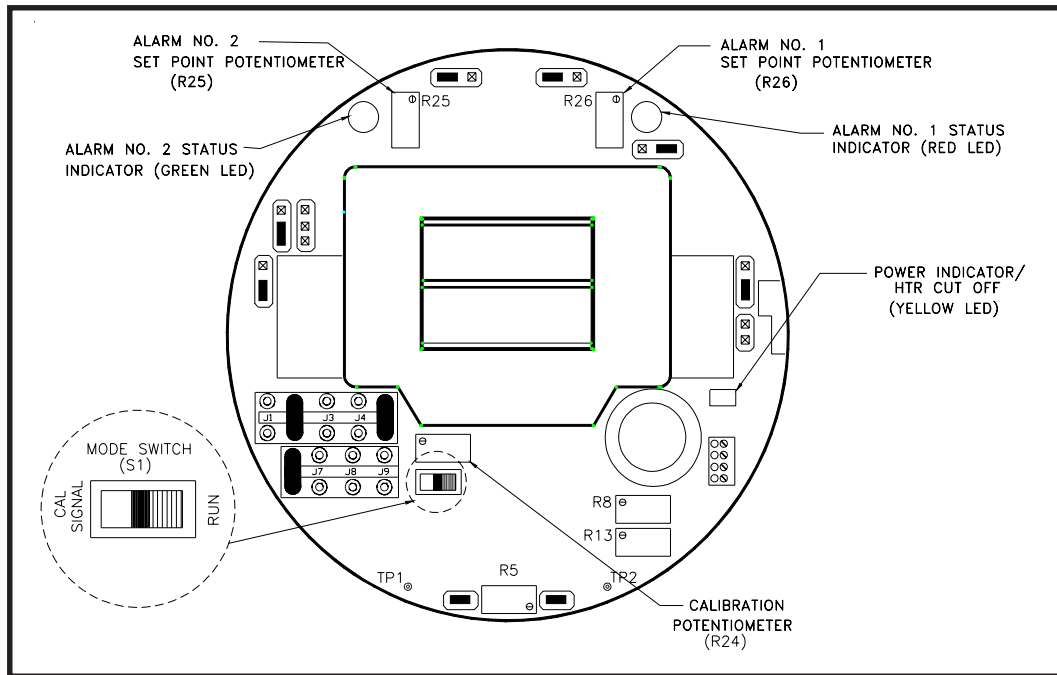 ALARM NO. 2
SET POINT POTENTIOMETER
(R25)
ALARM NO. 1
SET POINT POTENTIOMETER
(R26)
R25
R26
ALARM NO. 2 STATUS
INDICATOR (GREEN LED)
ALARM NO. 1 STATUS
INDICATOR (RED LED)
POWER INDICATOR/
HTR CUT OFF
(YELLOW LED)
J1
J3
J4
J7
J8
J9
MODE SWITCH
(S1)
CAL
SIGNAL
RUN
R8
R13
TP1
R5
TP2
CALIBRATION
POTENTIOMETER
(R24)